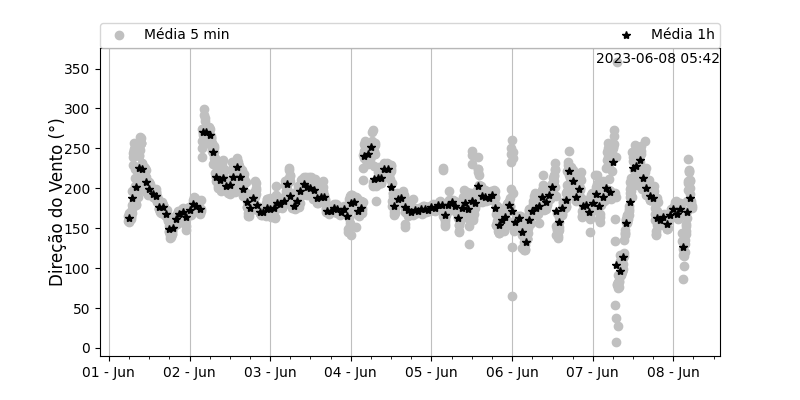 Média 5 min
Média 1h
2023-06-08 05:42
Direção do Vento (°)
350
300
250
200
150
100
50
0
01 - Jun
02 - Jun
03 - Jun
04 - Jun
05 - Jun
06 - Jun
07 - Jun
08 - Jun